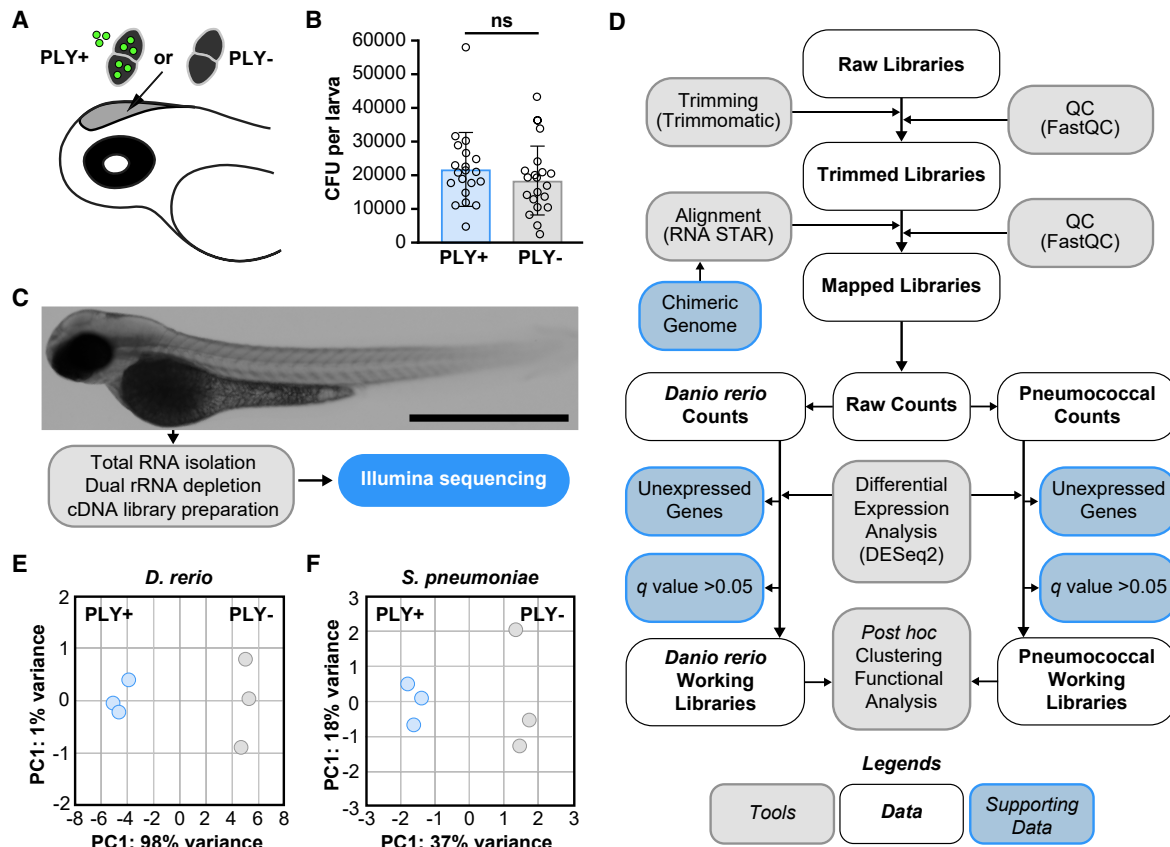 A
PLY+
or
PLY-
B
ns
CFU per larva
60000
50000
40000
30000
20000
10000
0
PLY+
PLY-
C
Total RNA isolation
Dual rRNA depletion
cDNA library preparation
Illumina sequencing
D
Raw Libraries
Trimming
(Trimmomatic)
QC
(FastQC)
Trimmed Libraries
Alignment
(RNA STAR)
QC
(FastQC)
Mapped Libraries
Chimeric
Genome
Danio rerio
Counts
Raw Counts
Pneumococcal
Counts
Unexpressed
Genes
Differential
Expression
Analysis
(DESeq2)
Unexpressed
Genes
q value >0.05
q value >0.05
Danio rerio
Working
Libraries
Post hoc
Clustering
Functional
Analysis
Pneumococcal
Working
Libraries
Legends
Tools
Data
Supporting
Data
E
D. rerio
PLY+
PLY-
PC1: 1% variance
2
1
0
-1
-2
-8 -6 -4 -2 0 2 4 6 8
PC1: 98% variance
F
S. pneumoniae
PLY+
PLY-
PC1: 18% variance
3
2
1
0
-1
-2
-3
-3 -2 -1 0 1 2 3
PC1: 37% variance